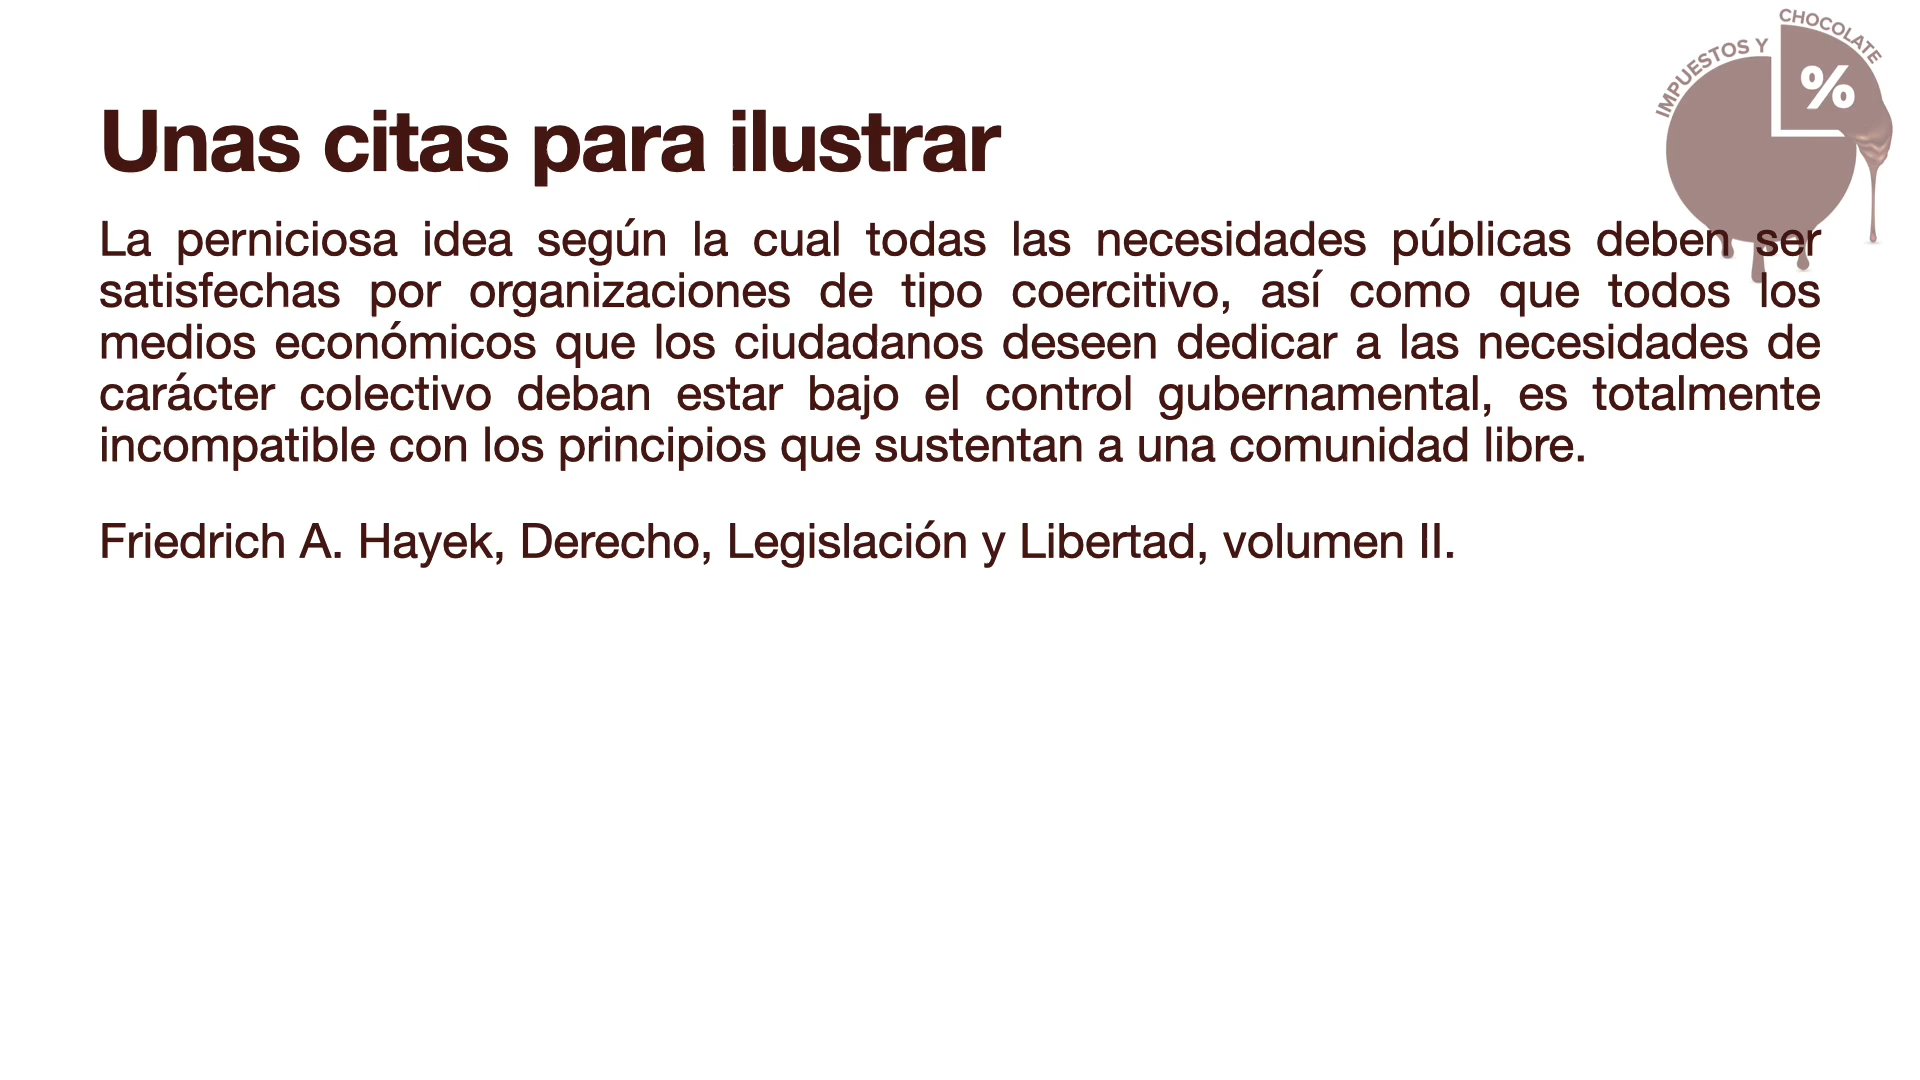 IMPUESTOS Y CHOCOLATE
%
Unas citas para ilustrar
La perniciosa idea según la cual todas las necesidades públicas deben ser
satisfechas por organizaciones de tipo coercitivo, así como que todos los
medios económicos que los ciudadanos deseen dedicar a las necesidades de
carácter colectivo deban estar bajo el control gubernamental, es totalmente
incompatible con los principios que sustentan a una comunidad libre.
Friedrich A. Hayek, Derecho, Legislación y Libertad, volumen II.